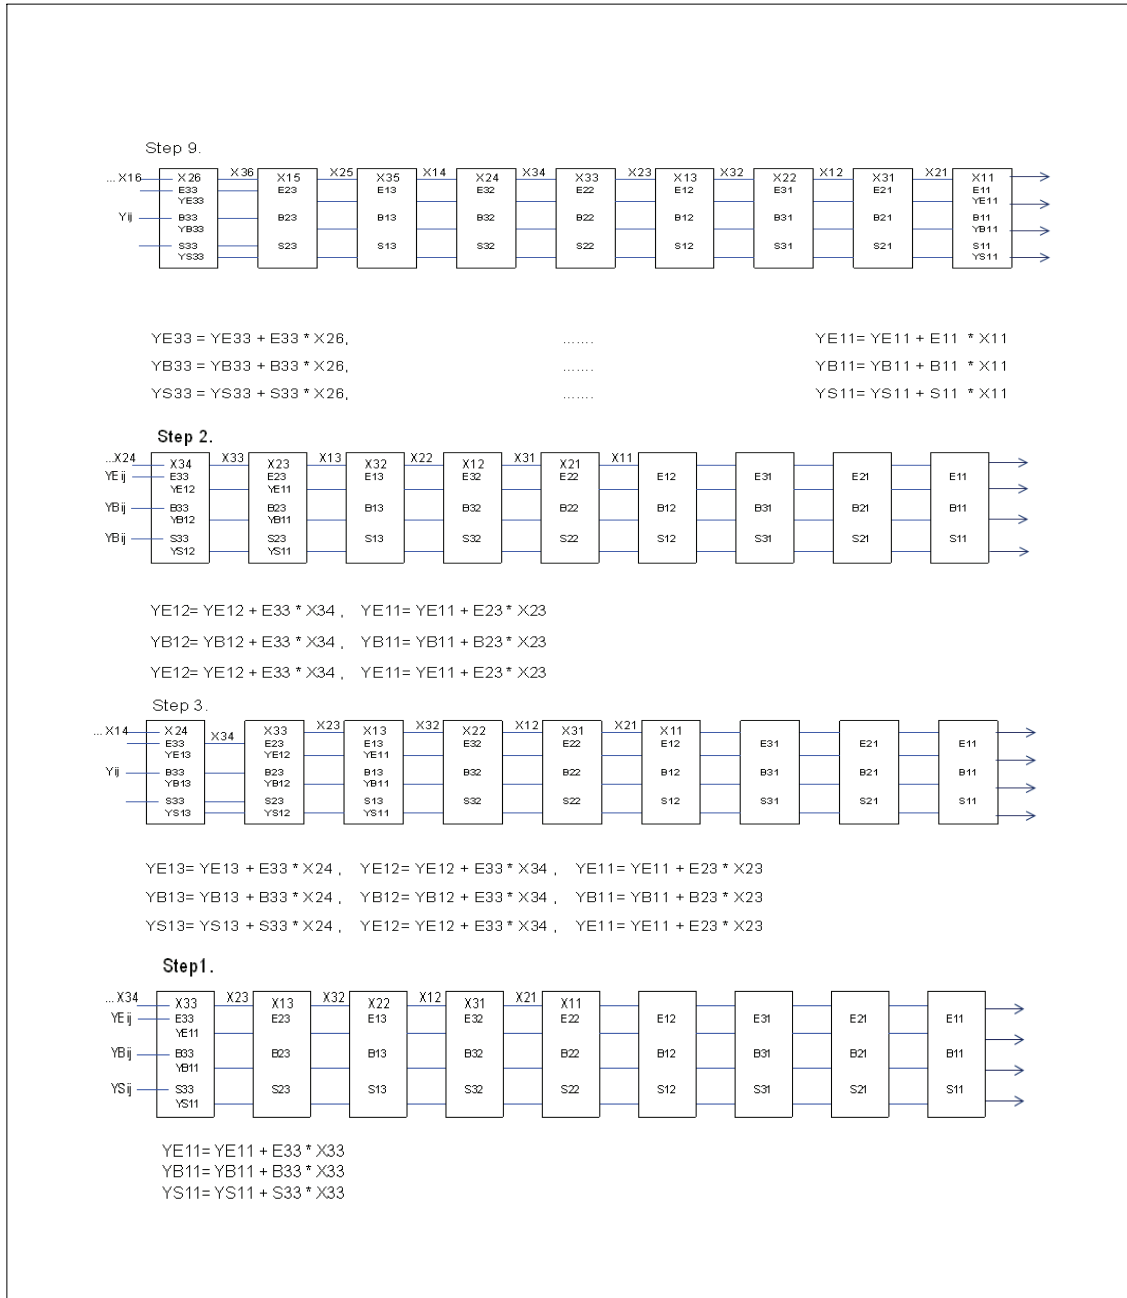 Step 9.
...X16 X26 X36 X15 X25 X35 X14 X24 X34 X33 X23 X13 X32 X22 X12 X31 X21 X11
E33 E23 E13 E32 E22 E12 E31 E21 E11
YE33 YE11
Yij B33 B23 B13 B32 B22 B12 B31 B21 B11
YB33 YB11
S33 S23 S13 S32 S22 S12 S31 S21 S11
YS33 YS11
YE33 = YE33 + E33 * X26, ....... YE11= YE11 + E11 * X11
YB33 = YB33 + B33 * X26, ....... YB11= YB11 + B11 * X11
YS33 = YS33 + S33 * X26, .... YS11= YS11 + S11 * X11
Step 2.
...X24 X34 X33 X23 X13 X32 X22 X12 X31 X21 X11
YEij E33 E23 E13 E32 E22 E12 E31 E21 E11
YE12 YE11
YBij B33 B23 B13 B32 B22 B12 B31 B21 B11
YB12 YB11
YBij S33 S23 S13 S32 S22 S12 S31 S21 S11
YS12 YS11
YE12= YE12 + E33 * X34 , YE11= YE11 + E23 * X23
YB12= YB12 + E33 * X34 , YB11= YB11 + B23 * X23
YE12= YE12 + E33 * X34 , YE11= YE11 + E23 * X23
Step 3.
...X14 X24 X34 X33 X23 X13 X32 X22 X12 X31 X21 X11
E33 E23 E13 E32 E22 E12 E31 E21 E11
YE13 YE12 YE11
Yij B33 B23 B13 B32 B22 B12 B31 B21 B11
YB13 YB12 YB11
S33 S23 S13 S32 S22 S12 S31 S21 S11
YS13 YS12 YS11
YE13= YE13 + E33 * X24 , YE12= YE12 + E33 * X34 , YE11= YE11 + E23 * X23
YB13= YB13 + B33 * X24 , YB12= YB12 + E33 * X34 , YB11= YB11 + B23 * X23
YS13= YS13 + S33 * X24 , YE12= YE12 + E33 * X34 , YE11= YE11 + E23 * X23
Step1.
...X34 X33 X23 X13 X32 X22 X12 X31 X21 X11
YEij E33 E23 E13 E32 E22 E12 E31 E21 E11
YE11
YBij B33 B23 B13 B32 B22 B12 B31 B21 B11
YB11
YSij S33 S23 S13 S32 S22 S12 S31 S21 S11
YS11
YE11= YE11 + E33 * X33
YB11= YB11 + B33 * X33
YS11= YS11 + S33 * X33